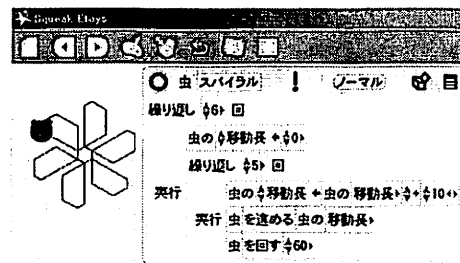 Squeak Etoys
虫 スパイラル ! ノーマル
繰り返し 6 回
虫の 移動長 ← 0
繰り返し 5 回
実行 虫の 移動長 ← 虫の 移動長 + 10
実行 虫を進める 虫の 移動長
虫を回す 60